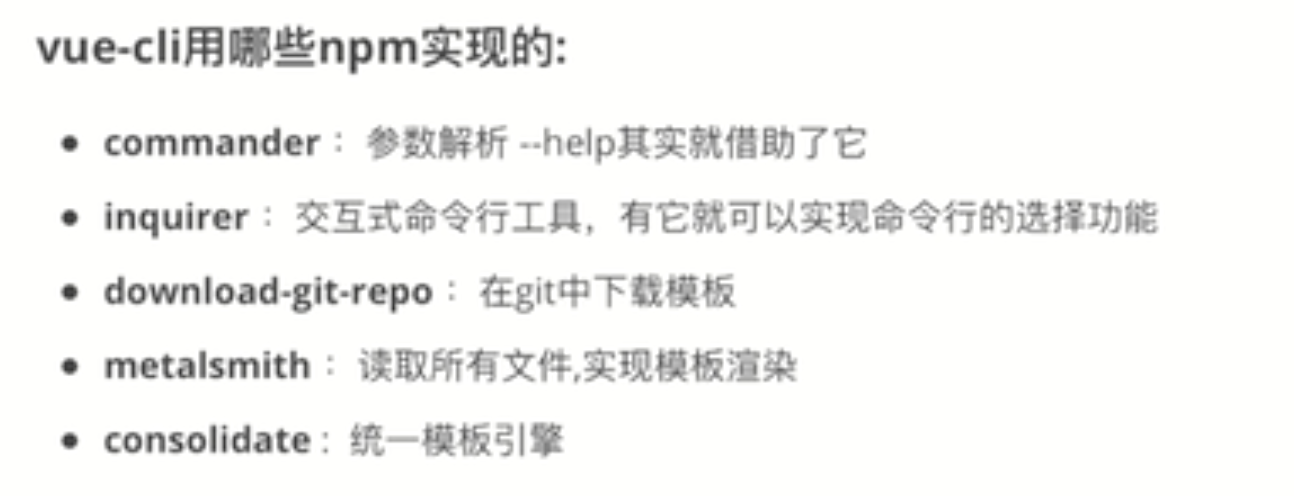 vue-cli用哪些npm实现的:
commander： 参数解析 --help其实就借助了它
inquirer： 交互式命令行工具，有它就可以实现命令行的选择功能
download-git-repo： 在git中下载模板
metalsmith： 读取所有文件,实现模板渲染
consolidate： 统一模板引擎